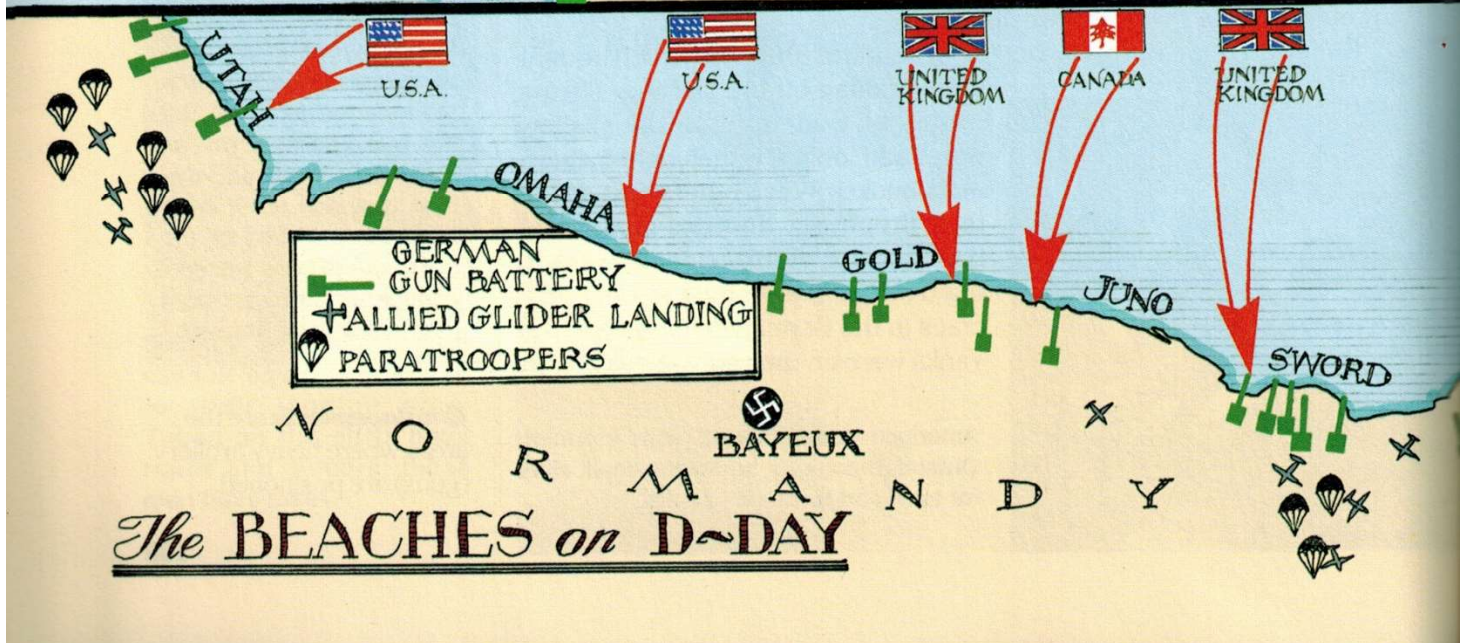 U.S.A.
U.S.A.
UNITED
KINGDOM
CANADA
UNITED
KINGDOM
UTAH
OMAHA
GOLD
JUNO
SWORD
GERMAN
GUN BATTERY
ALLIED GLIDER LANDING
PARATROOPERS
BAYEUX
NORMANDY
The BEACHES on D~DAY